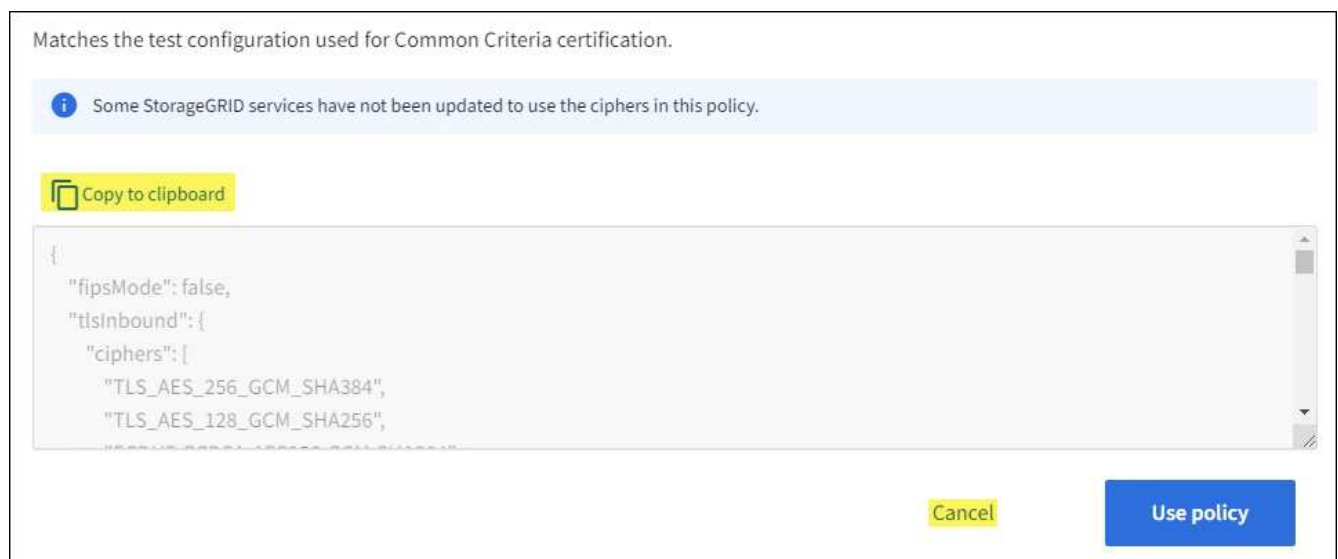 Matches the test configuration used for Common Criteria certification.
Some StorageGRID services have not been updated to use the ciphers in this policy.
Copy to clipboard
{
"fipsMode": false,
"tlsInbound": {
"ciphers": [
"TLS_AES_256_GCM_SHA384",
"TLS_AES_128_GCM_SHA256",
Cancel
Use policy